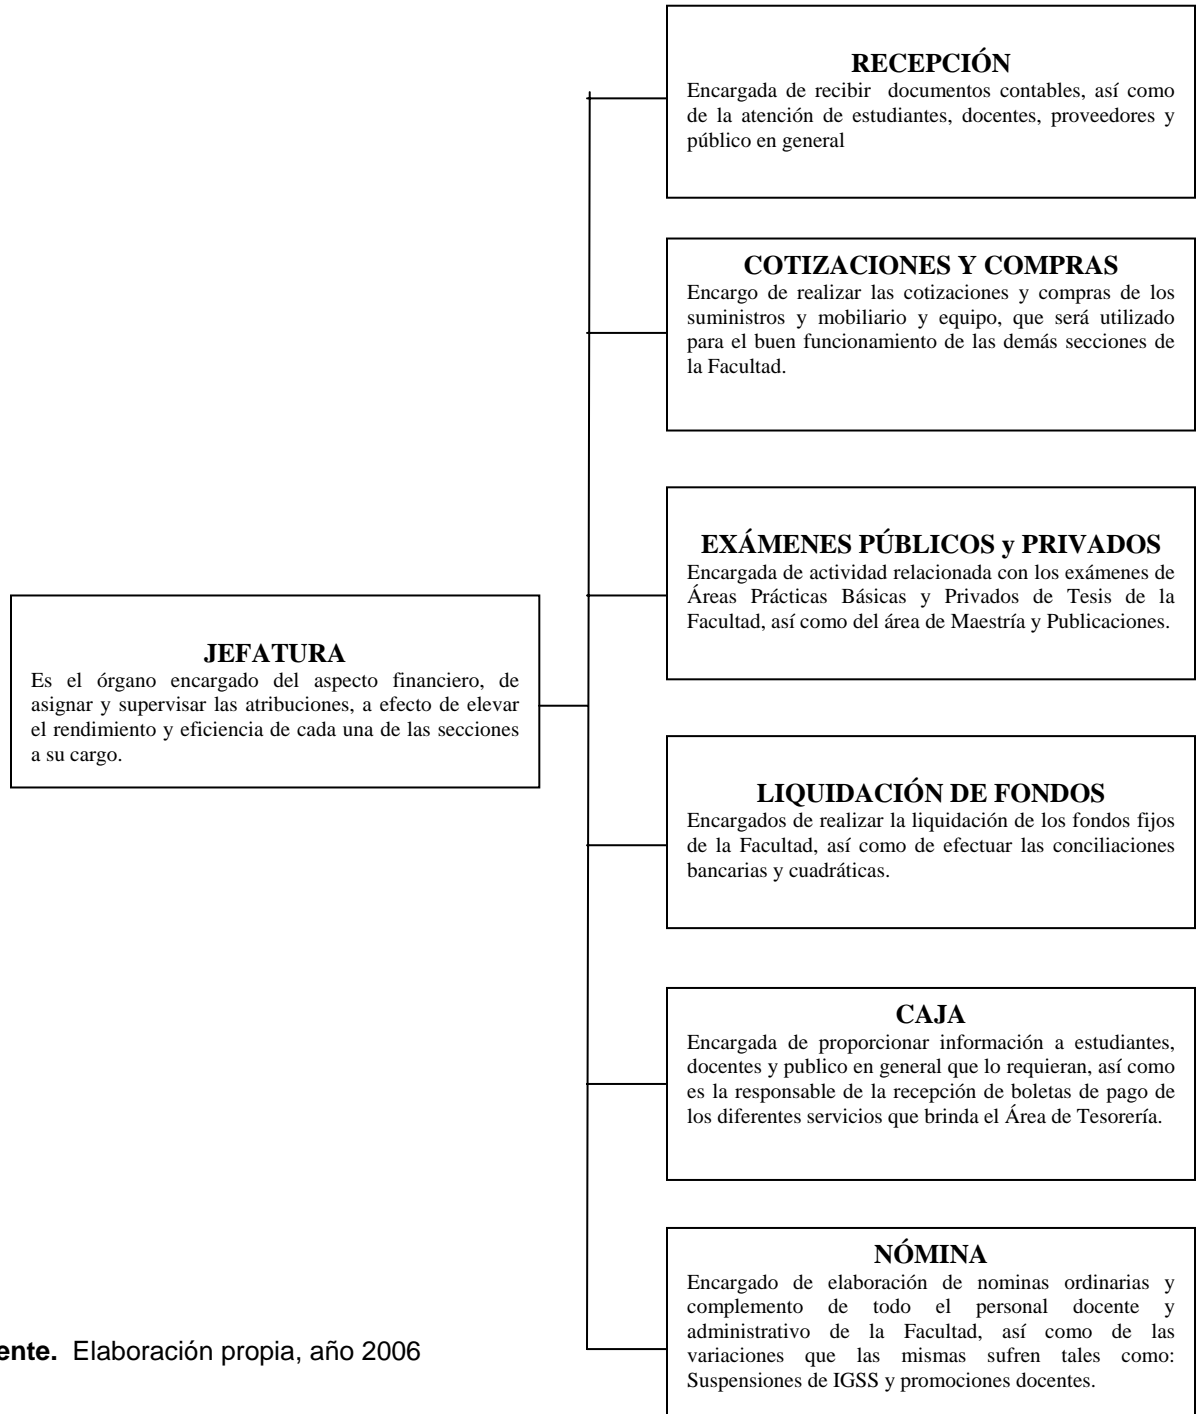 RECEPCIÓN
Encargada de recibir documentos contables, así como
de la atención de estudiantes, docentes, proveedores y
público en general
COTIZACIONES Y COMPRAS
Encargo de realizar las cotizaciones y compras de los
suministros y mobiliario y equipo, que será utilizado
para el buen funcionamiento de las demás secciones de
la Facultad.
EXÁMENES PÚBLICOS y PRIVADOS
Encargada de actividad relacionada con los exámenes de
Áreas Prácticas Básicas y Privados de Tesis de la
Facultad, así como del área de Maestría y Publicaciones.
JEFATURA
Es el órgano encargado del aspecto financiero, de
asignar y supervisar las atribuciones, a efecto de elevar
el rendimiento y eficiencia de cada una de las secciones
a su cargo.
LIQUIDACIÓN DE FONDOS
Encargados de realizar la liquidación de los fondos fijos
de la Facultad, así como de efectuar las conciliaciones
bancarias y cuadráticas.
CAJA
Encargada de proporcionar información a estudiantes,
docentes y publico en general que lo requieran, así como
es la responsable de la recepción de boletas de pago de
los diferentes servicios que brinda el Área de Tesorería.
NÓMINA
Encargado de elaboración de nominas ordinarias y
complemento de todo el personal docente y
administrativo de la Facultad, así como de las
variaciones que las mismas sufren tales como:
Suspensiones de IGSS y promociones docentes.
ente. Elaboración propia, año 2006